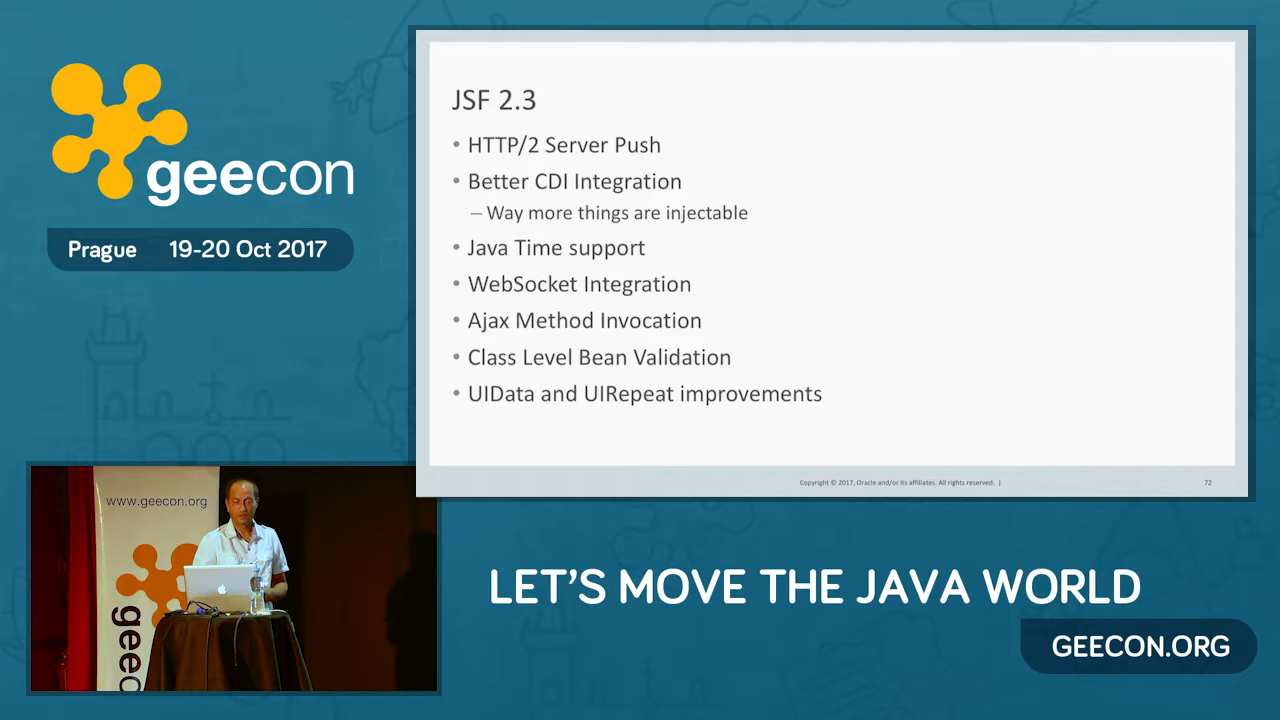 geecon
Prague 19-20 Oct 2017
JSF 2.3
• HTTP/2 Server Push
• Better CDI Integration
– Way more things are injectable
• Java Time support
• WebSocket Integration
• Ajax Method Invocation
• Class Level Bean Validation
• UIData and UIRepeat improvements
Copyright © 2017, Oracle and/or its affiliates. All rights reserved. |
72
www.geecon.org
geec
LET'S MOVE THE JAVA WORLD
GEECON.ORG